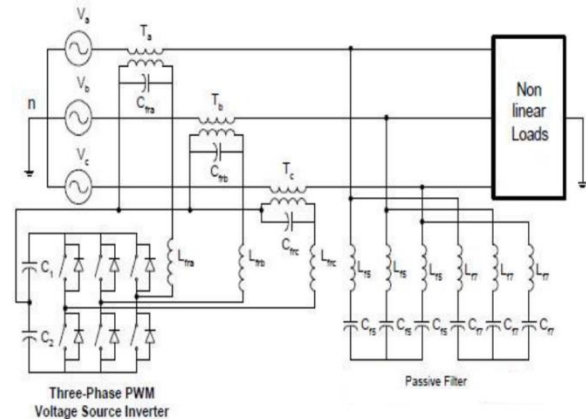 Va
Ta
Cfra
Vb
n
Tb
Cfrb
Vc
Tc
Cfrc
Non
linear
Loads
C1
C2
Lfra
Lfrb
Lfrc
Lf5
Lf5
Lf5
Lf7
Lf7
Lf7
Cf5
Cf5
Cf5
Cf7
Cf7
Cf7
Three-Phase PWM
Voltage Source Inverter
Passive Filter